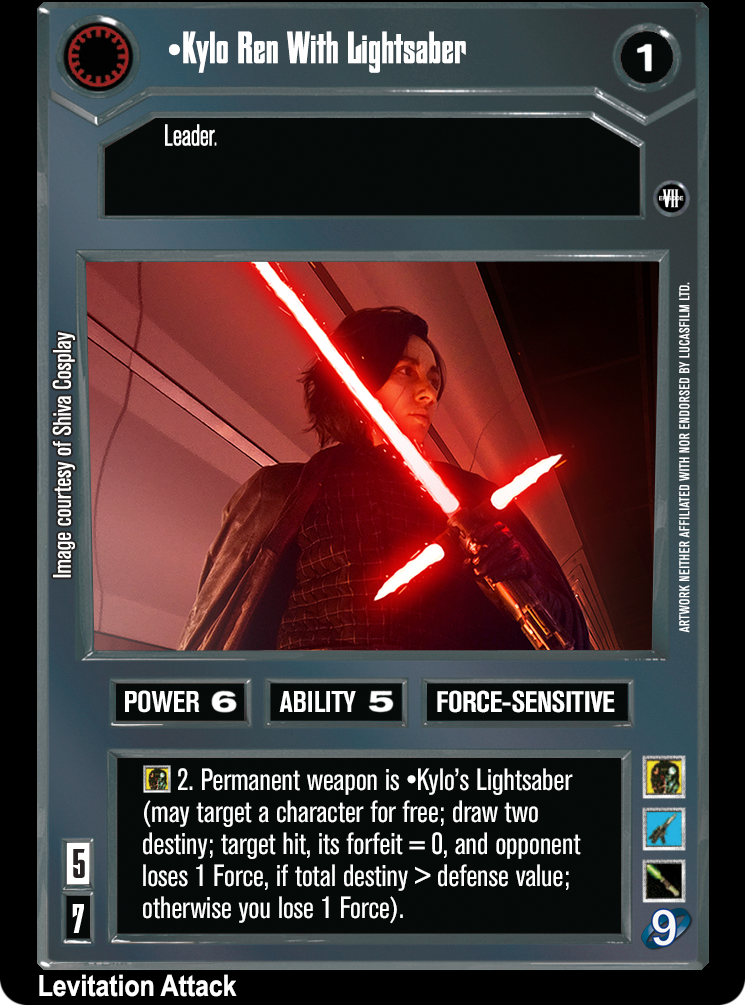 •Kylo Ren With Lightsaber
1
Leader.
EPISODE
VII
Image courtesy of Shiva Cosplay
ARTWORK NEITHER AFFILIATED WITH NOR ENDORSED BY LUCASFILM LTD.
POWER 6
ABILITY 5
FORCE-SENSITIVE
2. Permanent weapon is •Kylo's Lightsaber
(may target a character for free; draw two
destiny; target hit, its forfeit = 0, and opponent
loses 1 Force, if total destiny > defense value;
otherwise you lose 1 Force).
5
7
9
Levitation Attack